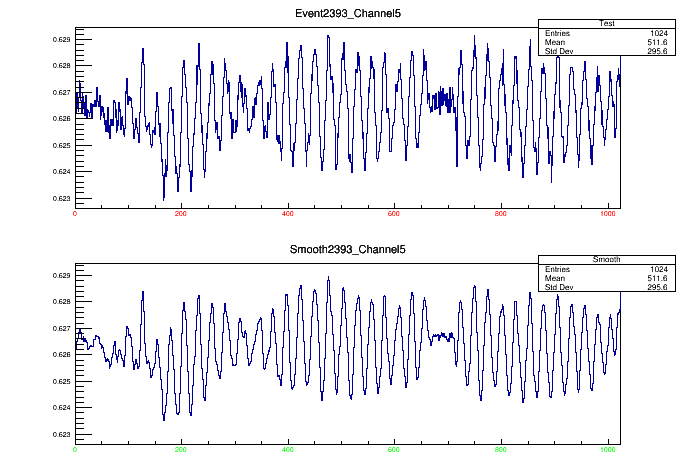 Event2393_Channel5
Test
Entries 1024
Mean 511.6
Std Dev 295.6
0.629
0.628
0.627
0.626
0.625
0.624
0.623
0 200 400 600 800 1000
Smooth2393_Channel5
Smooth
Entries 1024
Mean 511.6
Std Dev 295.6
0.629
0.628
0.627
0.626
0.625
0.624
0.623
0 200 400 600 800 1000